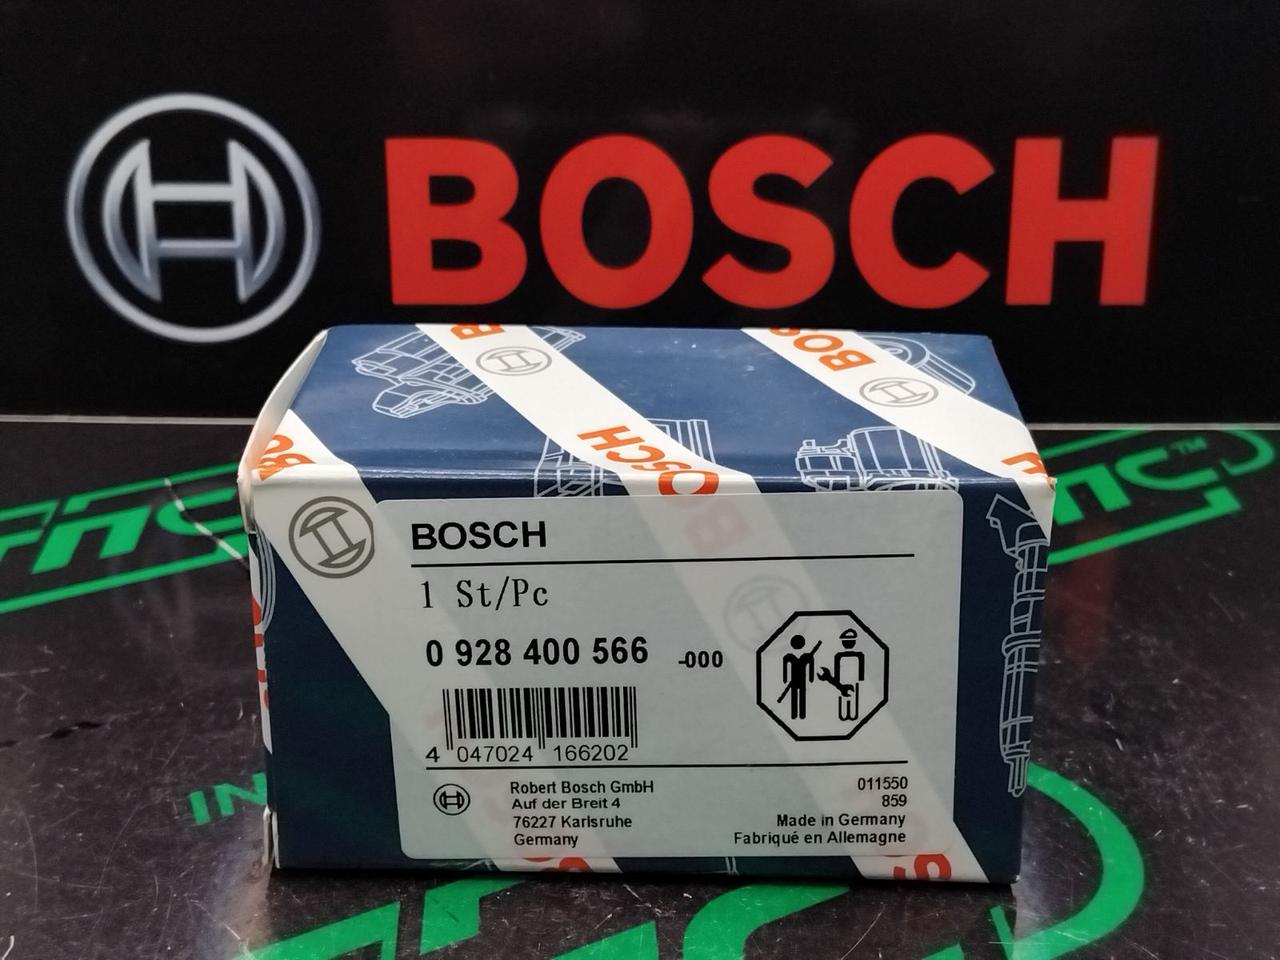 BOSCH
BOSCH
BOSCH
1 St/Pc
0 928 400 566 -000
4 047024 166202
Robert Bosch GmbH
Auf der Breit 4
76227 Karlsruhe
Germany
011550
859
Made in Germany
Fabriqué en Allemagne